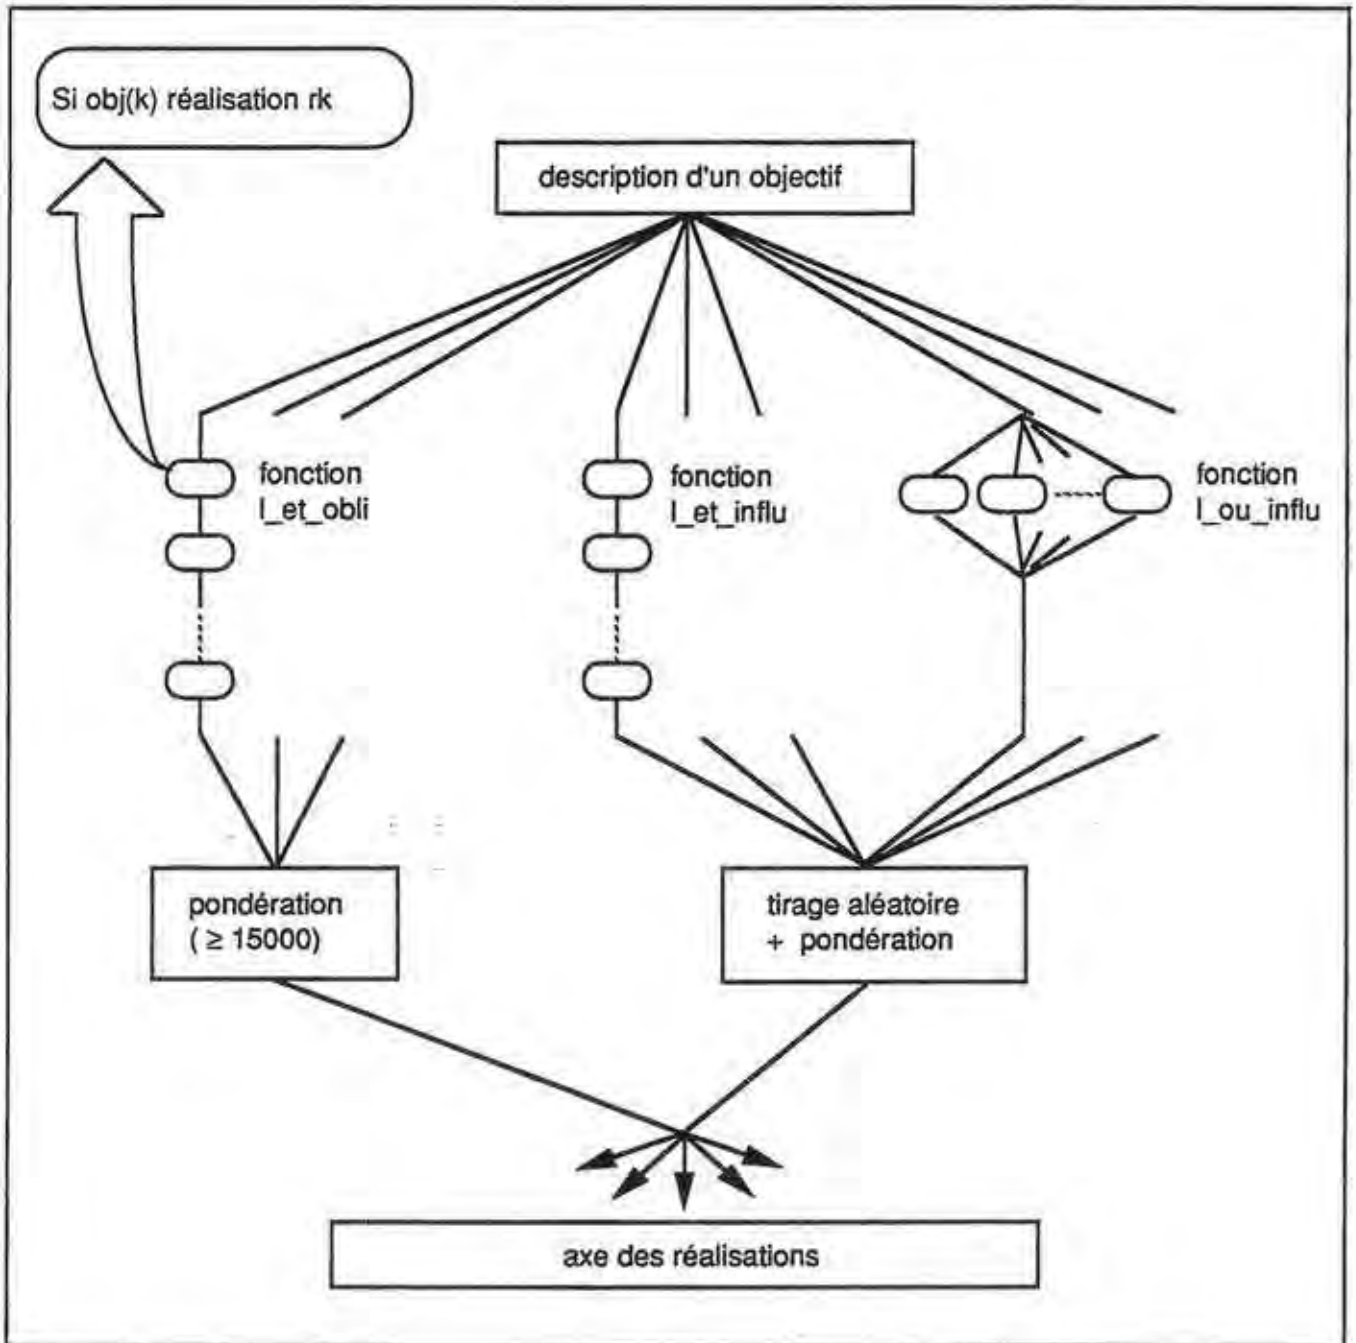 Si obj(k) réalisation rk
description d'un objectif
fonction
l_et_obli
fonction
l_et_influ
fonction
l_ou_influ
pondération
( ≥ 15000)
tirage aléatoire
+ pondération
axe des réalisations